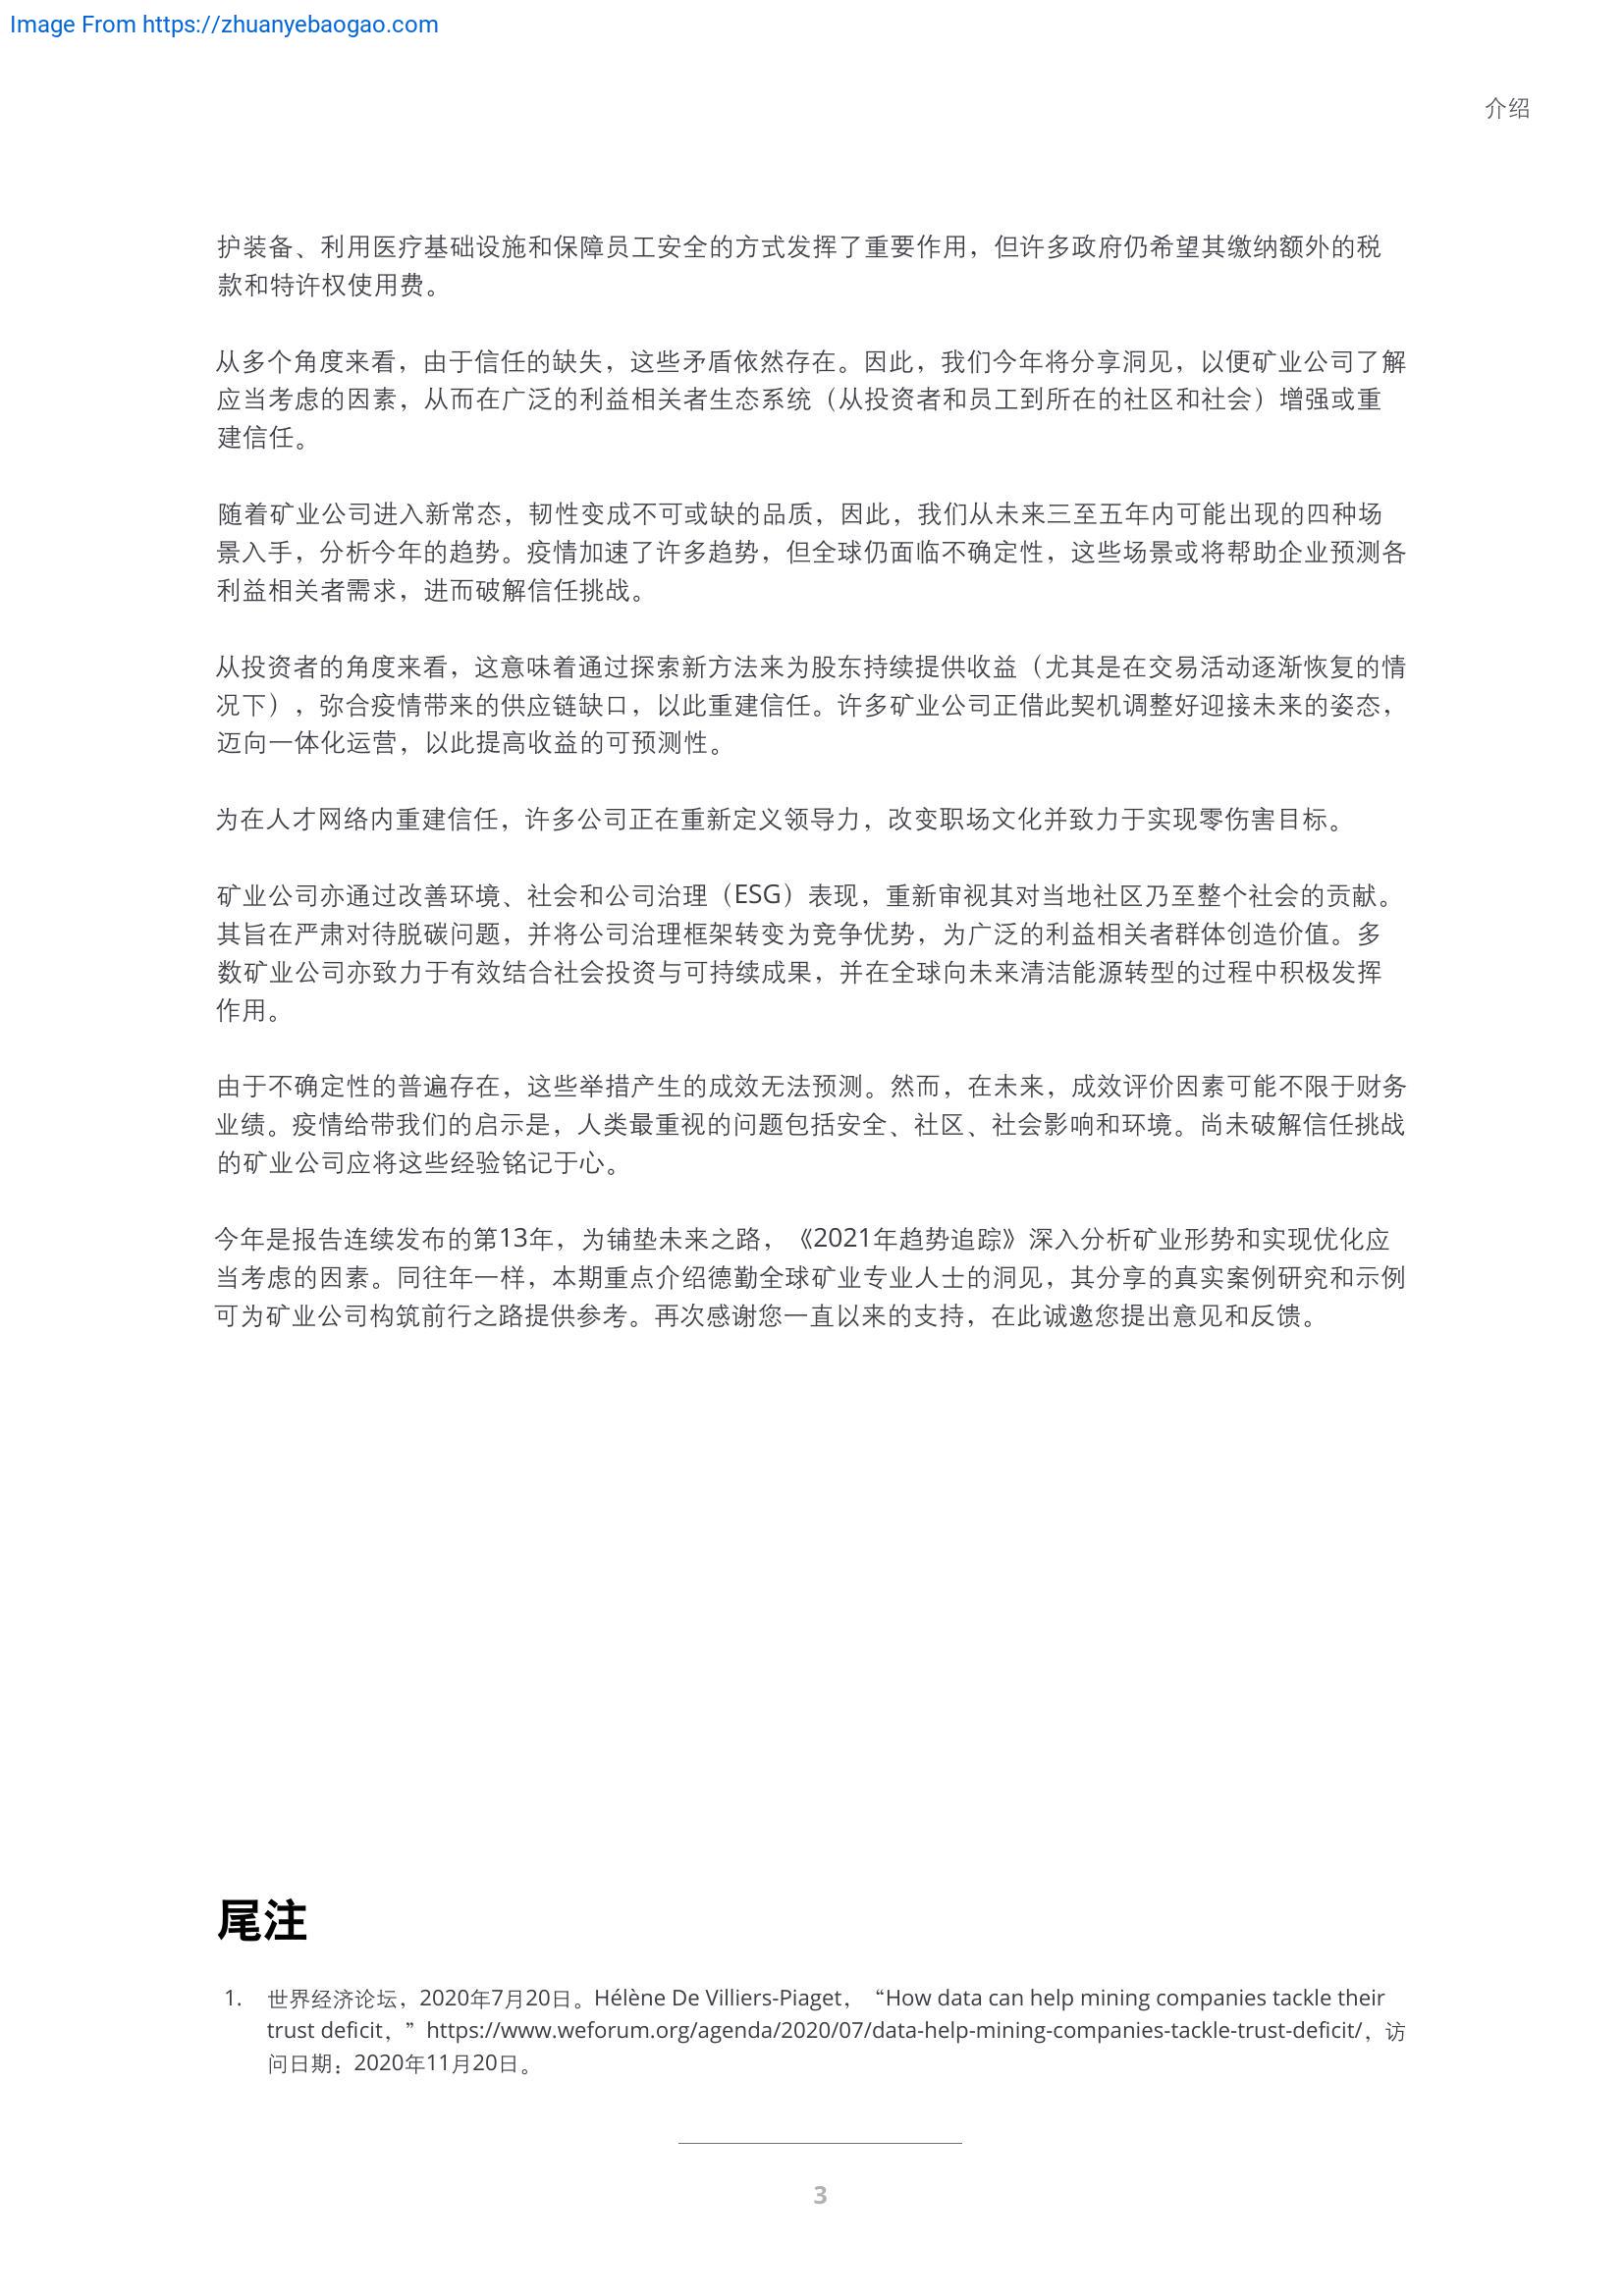 Image From https://zhuanyebaogao.com
介绍
护装备、利用医疗基础设施和保障员工安全的方式发挥了重要作用，但许多政府仍希望其缴纳额外的税
款和特许权使用费。
从多个角度来看，由于信任的缺失，这些矛盾依然存在。因此，我们今年将分享洞见，以便矿业公司了解
应当考虑的因素，从而在广泛的利益相关者生态系统（从投资者和员工到所在的社区和社会）增强或重
建信任。
随着矿业公司进入新常态，韧性变成不可或缺的品质，因此，我们从未来三至五年内可能出现的四种场
景入手，分析今年的趋势。疫情加速了许多趋势，但全球仍面临不确定性，这些场景或将帮助企业预测各
利益相关者需求，进而破解信任挑战。
从投资者的角度来看，这意味着通过探索新方法来为股东持续提供收益（尤其是在交易活动逐渐恢复的情
况下），弥合疫情带来的供应链缺口，以此重建信任。许多矿业公司正借此契机调整好迎接未来的姿态，
迈向一体化运营，以此提高收益的可预测性。
为在人才网络内重建信任，许多公司正在重新定义领导力，改变职场文化并致力于实现零伤害目标。
矿业公司亦通过改善环境、社会和公司治理（ESG）表现，重新审视其对当地社区乃至整个社会的贡献。
其旨在严肃对待脱碳问题，并将公司治理框架转变为竞争优势，为广泛的利益相关者群体创造价值。多
数矿业公司亦致力于有效结合社会投资与可持续成果，并在全球向未来清洁能源转型的过程中积极发挥
作用。
由于不确定性的普遍存在，这些举措产生的成效无法预测。然而，在未来，成效评价因素可能不限于财务
业绩。疫情给带我们的启示是，人类最重视的问题包括安全、社区、社会影响和环境。尚未破解信任挑战
的矿业公司应将这些经验铭记于心。
今年是报告连续发布的第13年，为铺垫未来之路，《2021年趋势追踪》深入分析矿业形势和实现优化应
当考虑的因素。同往年一样，本期重点介绍德勤全球矿业专业人士的洞见，其分享的真实案例研究和示例
可为矿业公司构筑前行之路提供参考。再次感谢您一直以来的支持，在此诚邀您提出意见和反馈。
尾注
1. 世界经济论坛，2020年7月20日。Hélène De Villiers-Piaget，“How data can help mining companies tackle their
trust deficit，”https://www.weforum.org/agenda/2020/07/data-help-mining-companies-tackle-trust-deficit/，访
问日期：2020年11月20日。
3